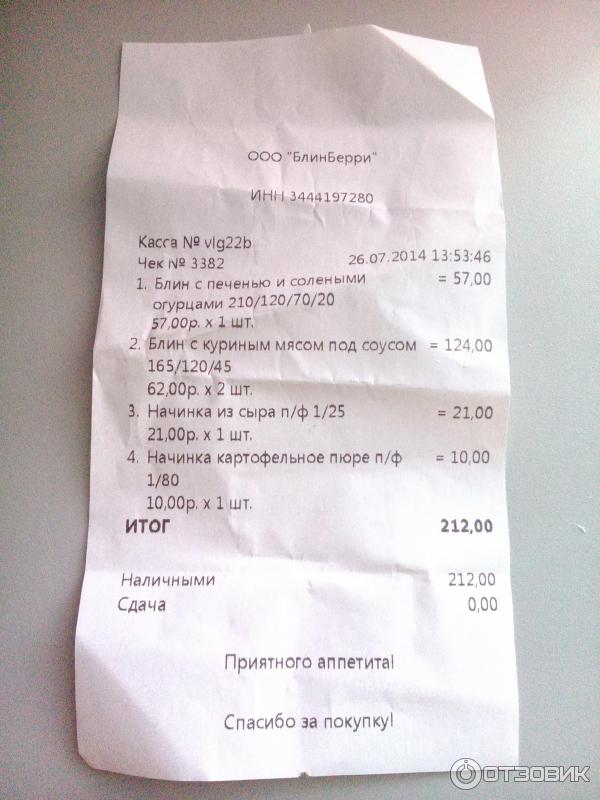 ООО "БлинБерри"
ИНН 3444197280
Касса № vlg22b
Чек № 3382 26.07.2014 13:53:46
1. Блин с печенью и солеными = 57,00
огурцами 210/120/70/20
57,00р. x 1 шт.
2. Блин с куриным мясом под соусом = 124,00
165/120/45
62,00р. x 2 шт.
3. Начинка из сыра п/ф 1/25 = 21,00
21,00р. x 1 шт.
4. Начинка картофельное пюре п/ф = 10,00
1/80
10,00р. x 1 шт.
ИТОГ 212,00
Наличными 212,00
Сдача 0,00
Приятного аппетита!
Спасибо за покупку!
ОТЗОВИК